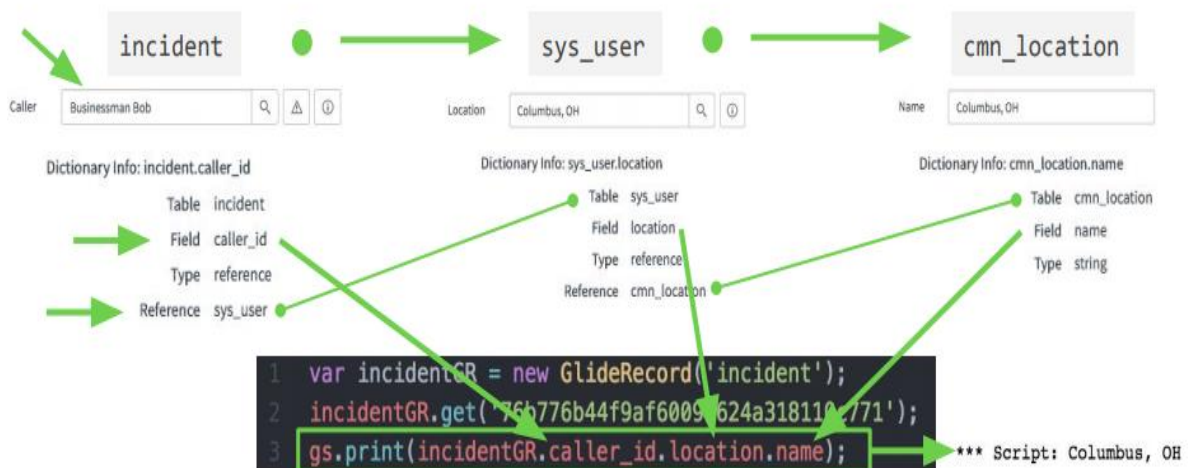 incident sys_user cmn_location
Caller Businessman Bob Location Columbus, OH Name Columbus, OH
Dictionary Info: incident.caller_id
Table incident
Field caller_id
Type reference
Reference sys_user
Dictionary Info: sys_user.location
Table sys_user
Field location
Type reference
Reference cmn_location
Dictionary Info: cmn_location.name
Table cmn_location
Field name
Type string
1 var incidentGR = new GlideRecord('incident');
2 incidentGR.get(
3 gs.print(incidentGR.caller_id.location.name);
*** Script: Columbus, OH